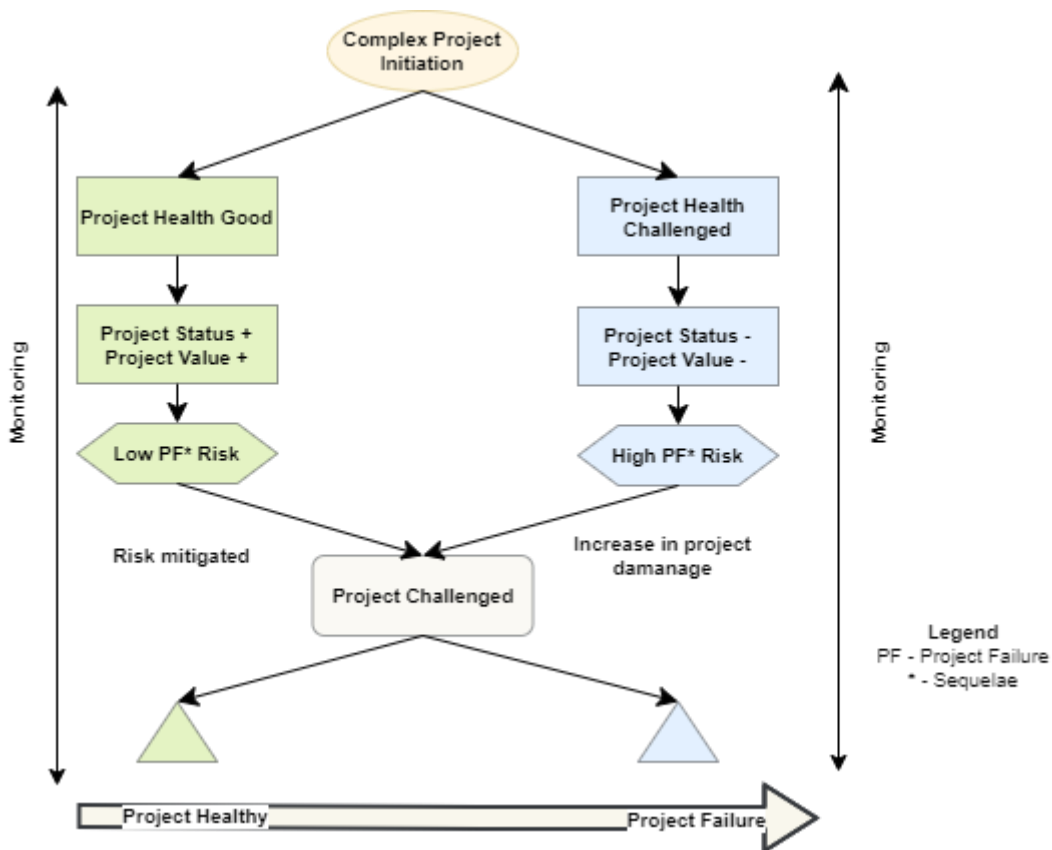 Complex Project
Initiation
Project Health Good
Project Health
Challenged
Project Status +
Project Value +
Project Status -
Project Value -
Monitoring
Monitoring
Low PF* Risk
High PF* Risk
Risk mitigated
Increase in project
damanage
Project Challenged
Legend
PF - Project Failure
* - Sequelae
Project Healthy
Project Failure